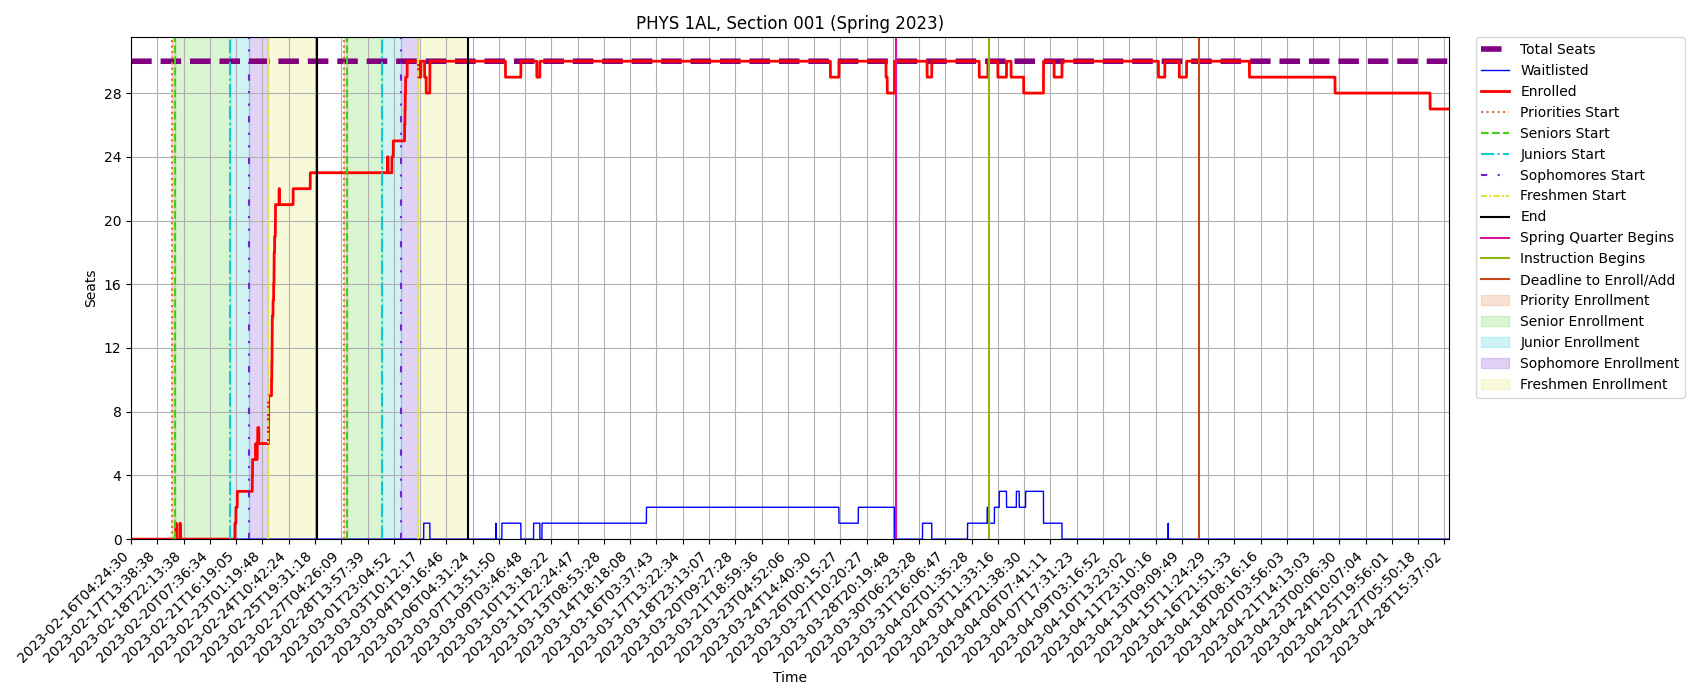 PHYS 1AL, Section 001 (Spring 2023)
Seats
28
24
20
16
12
8
4
0
2023-02-16T04:24:30
2023-02-17T13:38:38
2023-02-18T22:13:38
2023-02-20T07:36:34
2023-02-21T16:19:05
2023-02-23T01:19:48
2023-02-24T10:42:24
2023-02-25T19:31:18
2023-02-27T04:26:09
2023-02-28T13:57:39
2023-03-01T23:04:52
2023-03-03T10:12:17
2023-03-04T19:16:46
2023-03-06T04:31:24
2023-03-07T13:51:50
2023-03-09T03:46:48
2023-03-10T13:18:22
2023-03-11T22:24:47
2023-03-13T08:53:28
2023-03-14T18:18:08
2023-03-16T03:37:43
2023-03-17T13:22:34
2023-03-18T23:13:07
2023-03-20T09:27:28
2023-03-21T18:59:36
2023-03-23T04:52:06
2023-03-24T14:40:30
2023-03-26T00:15:27
2023-03-27T10:20:27
2023-03-28T20:19:48
2023-03-30T06:23:28
2023-03-31T16:06:47
2023-04-02T01:35:28
2023-04-03T11:33:16
2023-04-04T21:38:30
2023-04-06T07:41:11
2023-04-07T17:31:23
2023-04-09T03:16:52
2023-04-10T13:23:02
2023-04-11T23:10:16
2023-04-13T09:09:49
2023-04-15T11:24:29
2023-04-16T21:51:33
2023-04-18T08:16:16
2023-04-20T03:56:03
2023-04-21T14:13:03
2023-04-23T00:06:30
2023-04-24T10:07:04
2023-04-25T19:56:01
2023-04-27T05:50:18
2023-04-28T15:37:02
Time
Total Seats
Waitlisted
Enrolled
Priorities Start
Seniors Start
Juniors Start
Sophomores Start
Freshmen Start
End
Spring Quarter Begins
Instruction Begins
Deadline to Enroll/Add
Priority Enrollment
Senior Enrollment
Junior Enrollment
Sophomore Enrollment
Freshmen Enrollment